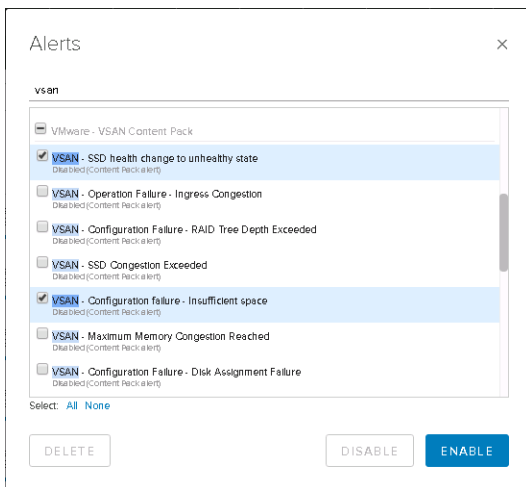 Alerts
vsan
VMware - VSAN Content Pack
VSAN - SSD health change to unhealthy state
Disabled (Content Pack alert)
VSAN - Operation Failure - Ingress Congestion
Disabled (Content Pack alert)
VSAN - Configuration Failure - RAID Tree Depth Exceeded
Disabled (Content Pack alert)
VSAN - SSD Congestion Exceeded
Disabled (Content Pack alert)
VSAN - Configuration failure - Insufficient space
Disabled (Content Pack alert)
VSAN - Maximum Memory Congestion Reached
Disabled (Content Pack alert)
VSAN - Configuration Failure - Disk Assignment Failure
Disabled (Content Pack alert)
Select: All None
DELETE DISABLE ENABLE